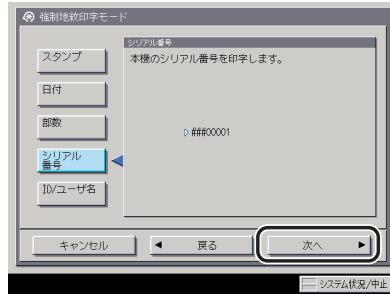 強制地紋印字モード
シリアル番号
スタンプ
本機のシリアル番号を印字します。
日付
部数
###00001
シリアル
番号
ID/ユーザ名
キャンセル
戻る
次へ
システム状況/中止